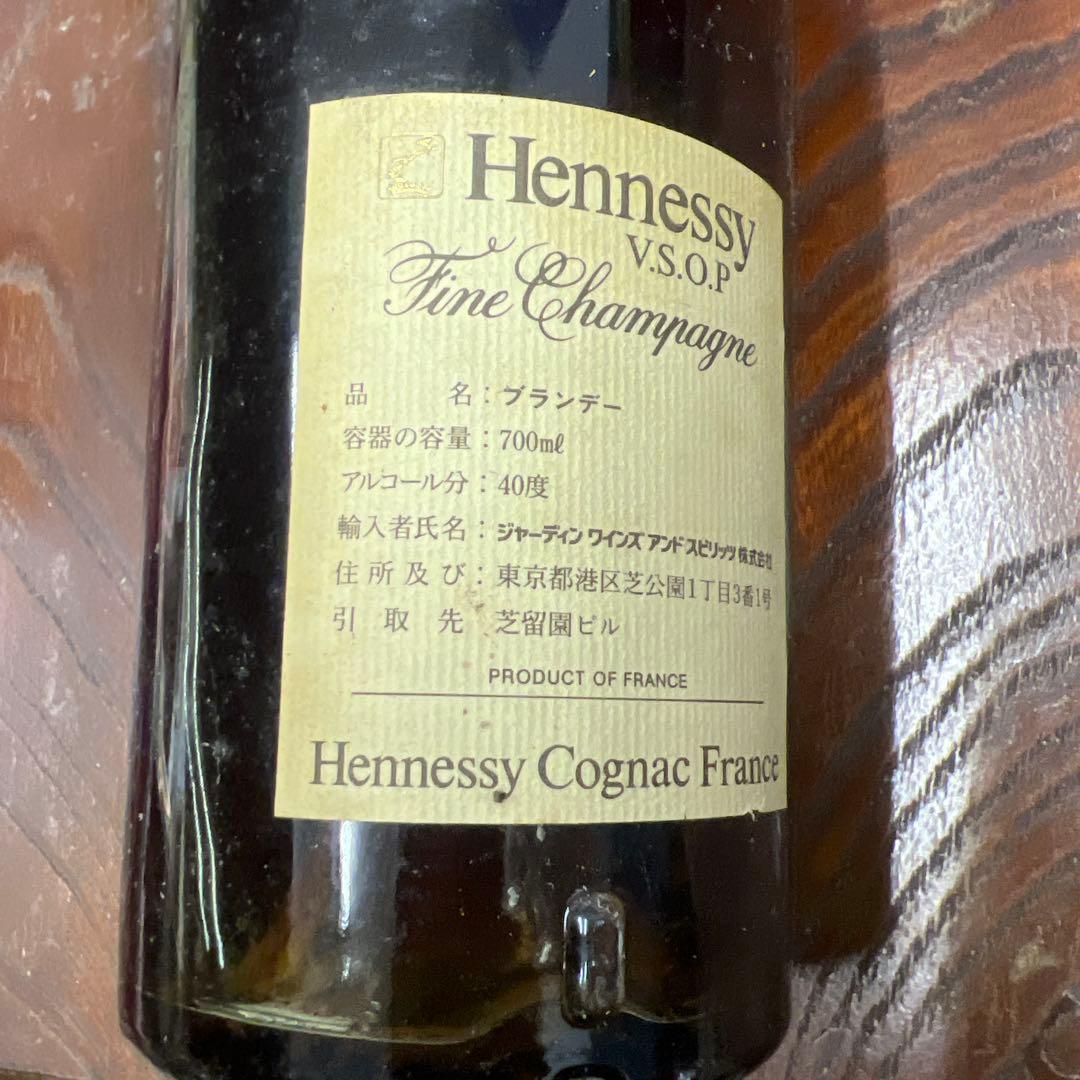 Hennessy
V.S.O.P
Fine Champagne
品名：ブランデー
容器の容量：700mℓ
アルコール分：40度
輸入者氏名：ジャーディン ワインズ アンド スピリッツ株式会社
住所及び：東京都港区芝公園1丁目3番1号
引取先 芝留園ビル
PRODUCT OF FRANCE
Hennessy Cognac France